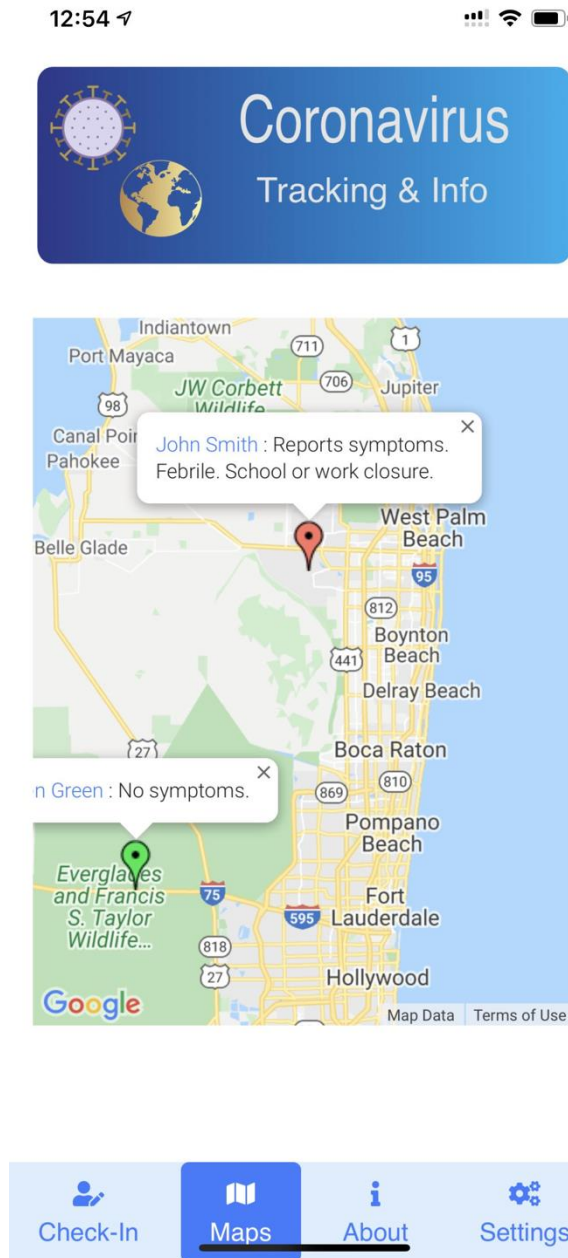 12:54
Coronavirus
Tracking & Info
Indiantown
711
1
Port Mayaca
JW Corbett
706
Jupiter
98
Wildlife
Canal Poi
John Smith : Reports symptoms.
Pahokee
Febrile. School or work closure.
West Palm
Beach
Belle Glade
95
812
Boynton
Beach
441
Delray Beach
27
Boca Raton
n Green : No symptoms.
869
810
Pompano
Beach
Everglades
and Francis
75
Fort
S. Taylor
595
Lauderdale
Wildlife...
818
27
Hollywood
Google
Map Data
Terms of Use
Check-In
Maps
About
Settings